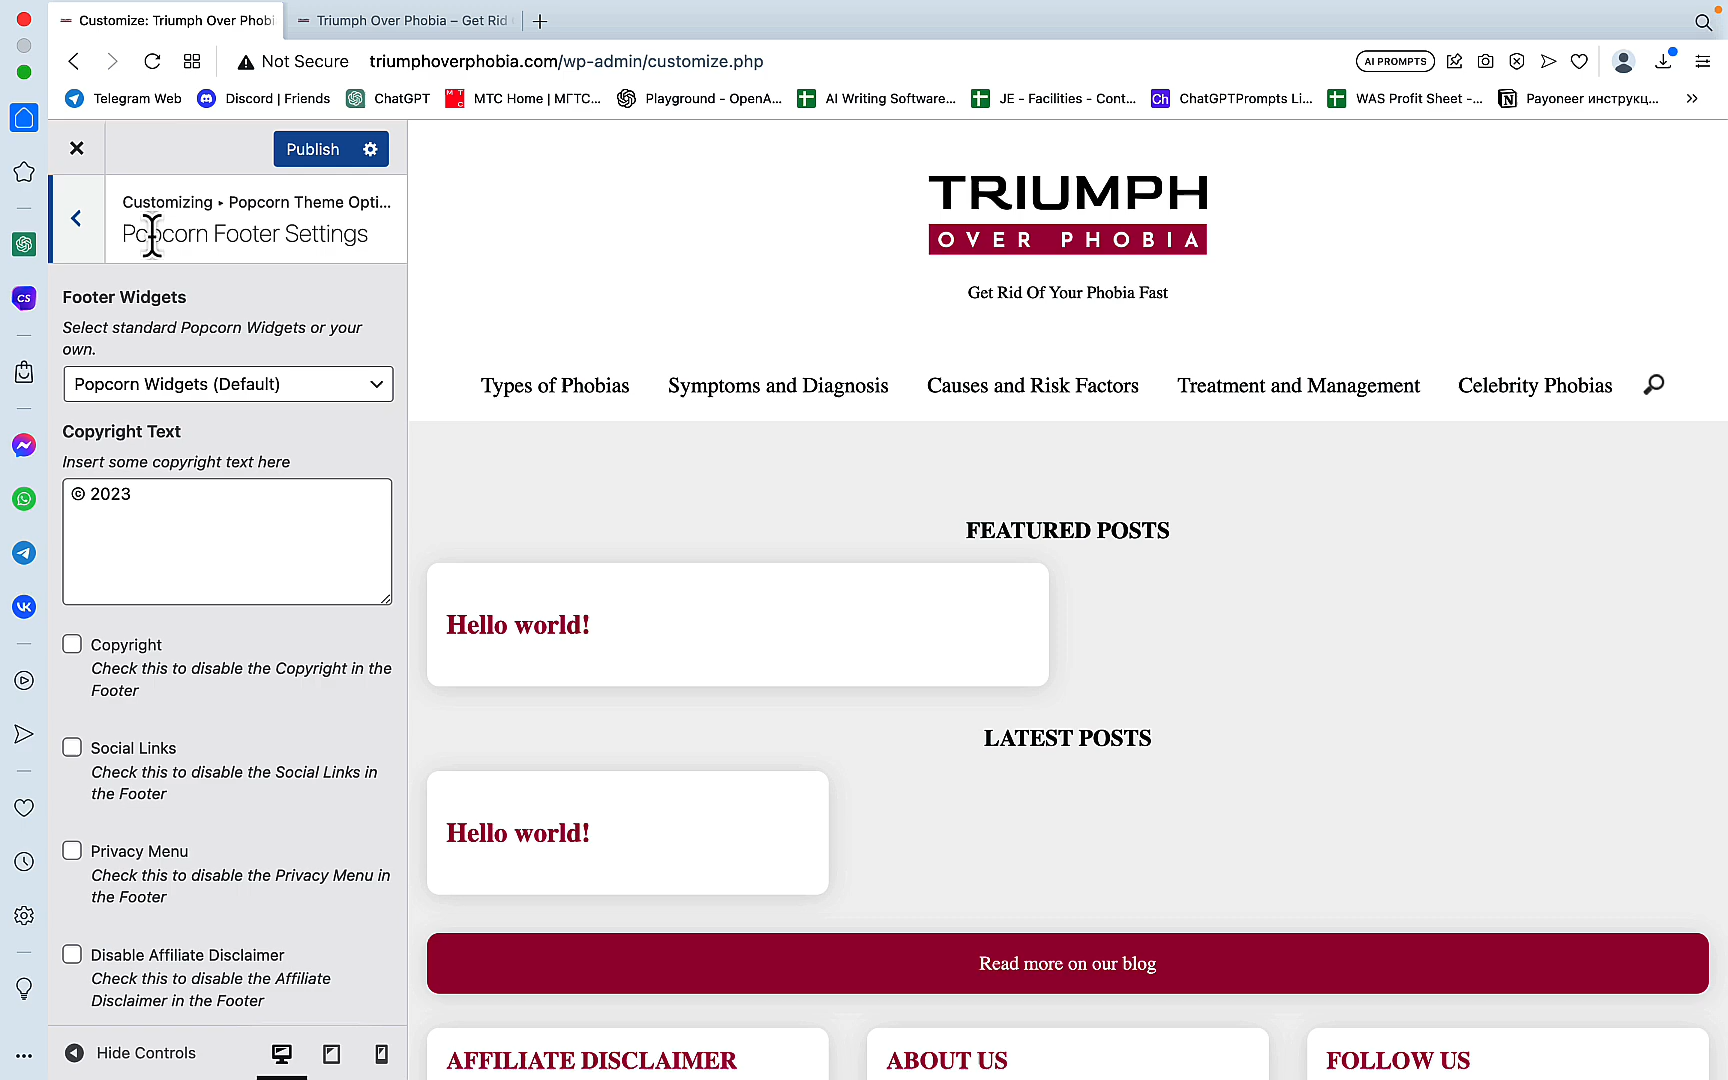 Customize: Triumph Over Phobi
Triumph Over Phobia – Get Rid
Not Secure
triumphoverphobia.com/wp-admin/customize.php
AI PROMPTS
Telegram Web
Discord | Friends
ChatGPT
МТС Home | МГТС...
Playground - OpenA...
AI Writing Software...
JE - Facilities - Cont...
Ch
ChatGPTPrompts Li...
WAS Profit Sheet -...
Payoneer инструкц...
CS
Publish
Customizing ▸ Popcorn Theme Opti...
Popcorn Footer Settings
Footer Widgets
Select standard Popcorn Widgets or your
own.
Popcorn Widgets (Default)
Copyright Text
Insert some copyright text here
© 2023
Copyright
Check this to disable the Copyright in the
Footer
Social Links
Check this to disable the Social Links in
the Footer
Privacy Menu
Check this to disable the Privacy Menu in
the Footer
Disable Affiliate Disclaimer
Check this to disable the Affiliate
Disclaimer in the Footer
Hide Controls
TRIUMPH
OVER PHOBIA
Get Rid Of Your Phobia Fast
Types of Phobias
Symptoms and Diagnosis
Causes and Risk Factors
Treatment and Management
Celebrity Phobias
FEATURED POSTS
Hello world!
LATEST POSTS
Hello world!
Read more on our blog
AFFILIATE DISCLAIMER
ABOUT US
FOLLOW US